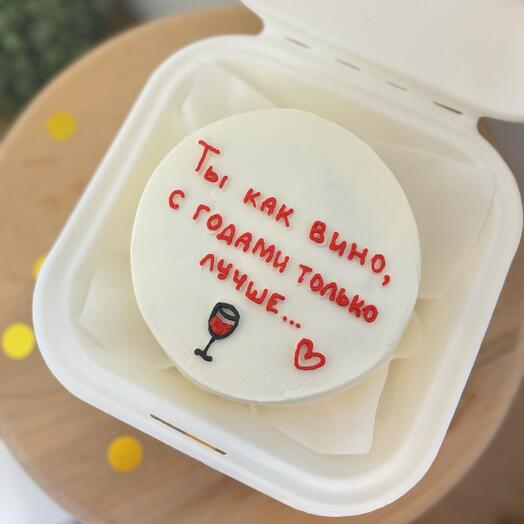 Ты как вино,
с годами только
лучше...